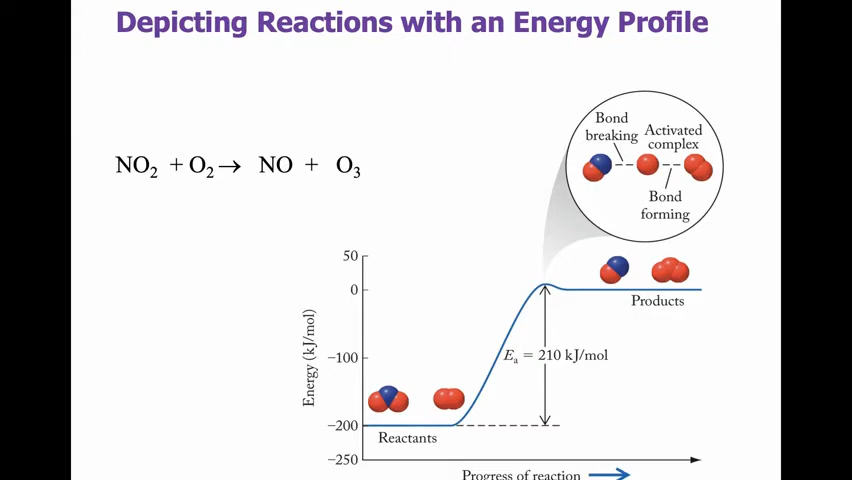 Depicting Reactions with an Energy Profile
NO₂ + O₂ → NO + O₃
Bond
breaking
Activated
complex
Bond
forming
50
0
−100
−200
−250
Energy (kJ/mol)
Products
Eₐ = 210 kJ/mol
Reactants
Progress of reaction